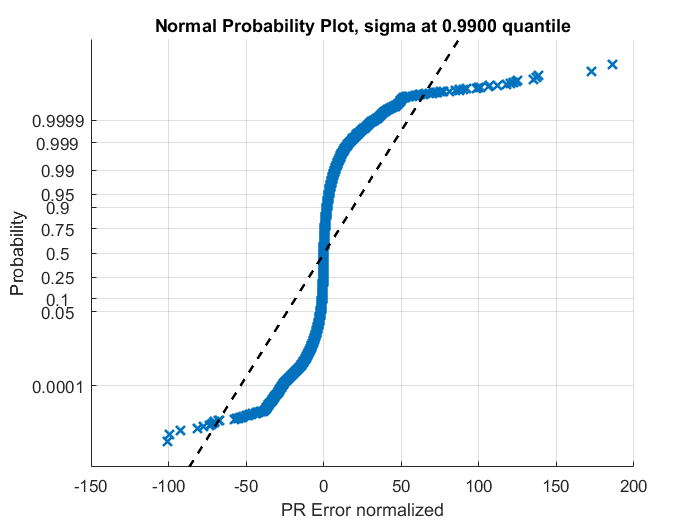 Normal Probability Plot, sigma at 0.9900 quantile
Probability
0.9999
0.999
0.99
0.95
0.9
0.75
0.5
0.25
0.1
0.05
0.0001
-150 -100 -50 0 50 100 150 200
PR Error normalized